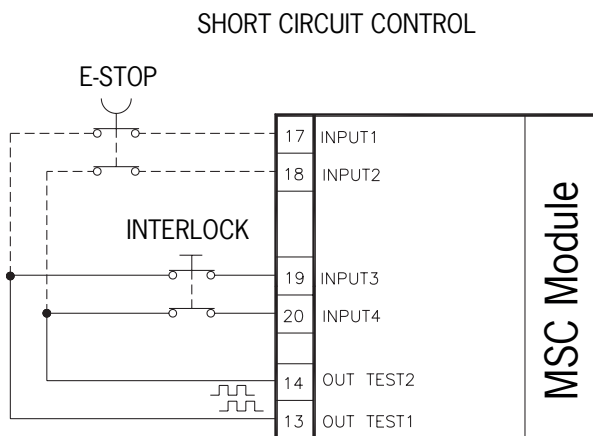 SHORT CIRCUIT CONTROL
E-STOP
17 INPUT1
18 INPUT2
INTERLOCK
19 INPUT3
20 INPUT4
14 OUT TEST2
13 OUT TEST1
MSC Module